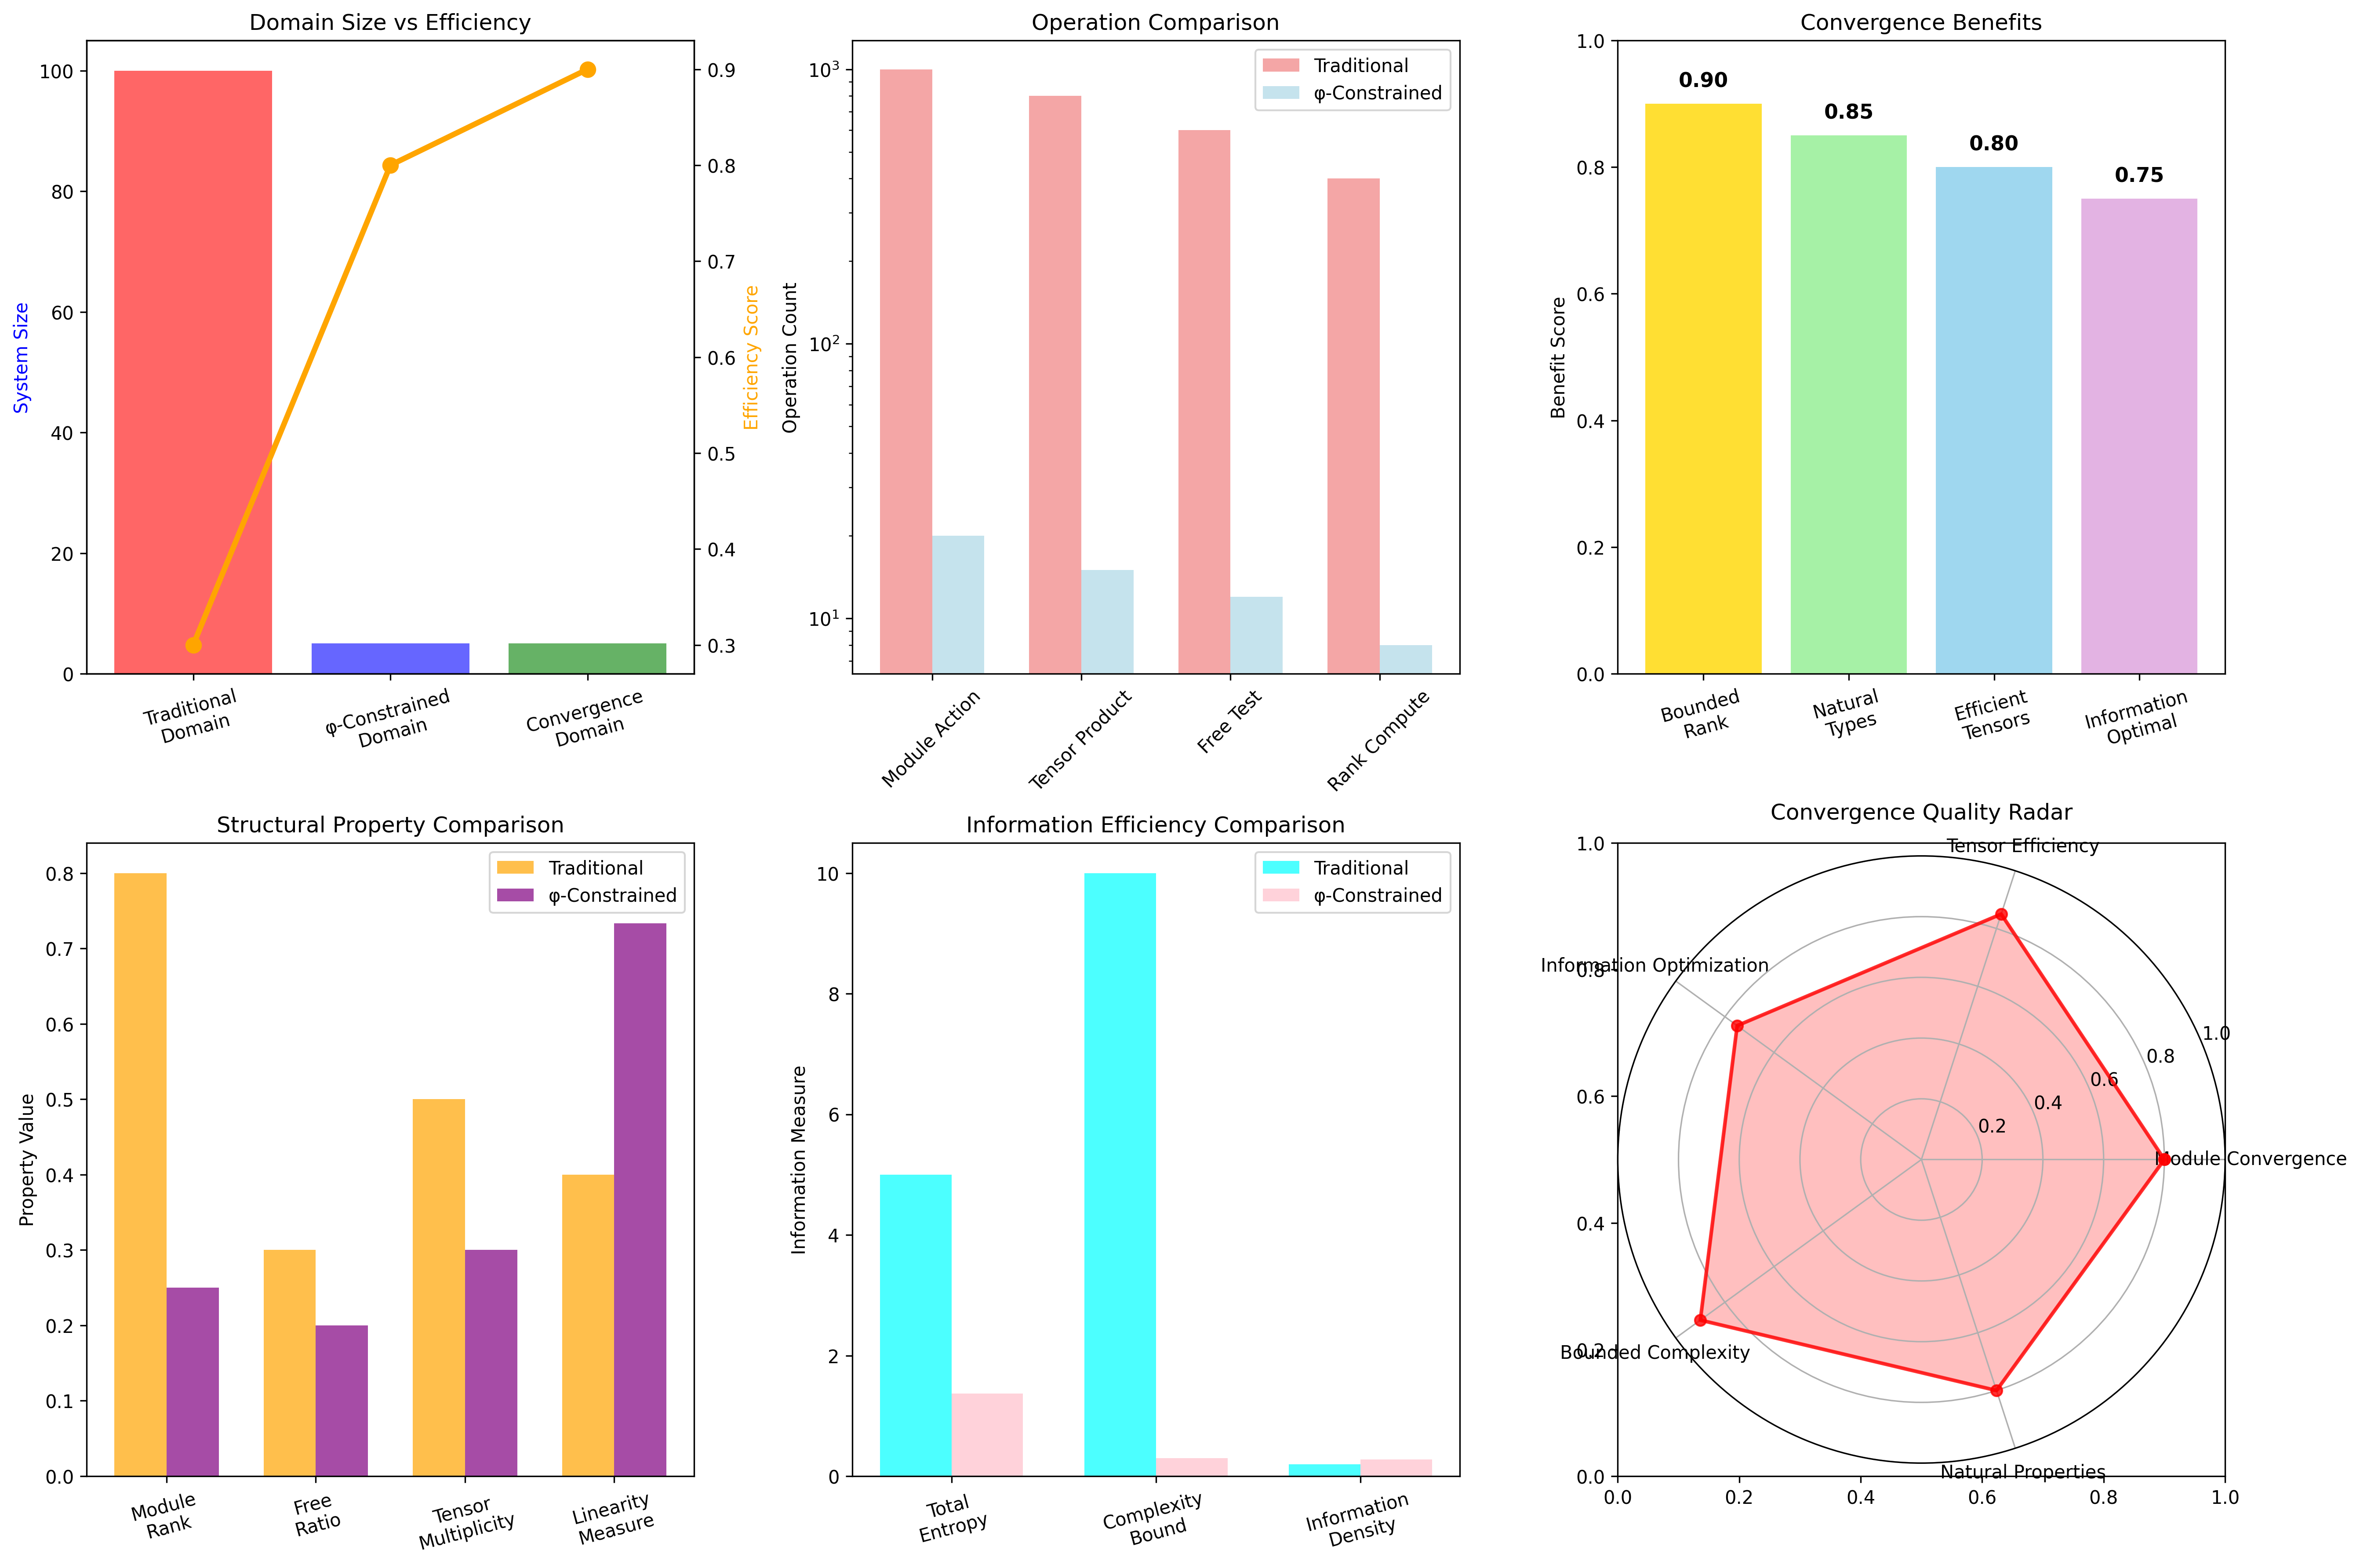 Domain Size vs Efficiency
System Size
100
80
60
40
20
0
0.9
0.8
0.7
0.6
0.5
0.4
0.3
Efficiency Score
Traditional
Domain
φ-Constrained
Domain
Convergence
Domain
Operation Comparison
Operation Count
10³
10²
10¹
Traditional
φ-Constrained
Module Action
Tensor Product
Free Test
Rank Compute
Convergence Benefits
Benefit Score
1.0
0.8
0.6
0.4
0.2
0.0
0.90
0.85
0.80
0.75
Bounded
Rank
Natural
Types
Efficient
Tensors
Information
Optimal
Structural Property Comparison
Property Value
0.8
0.7
0.6
0.5
0.4
0.3
0.2
0.1
0.0
Traditional
φ-Constrained
Module
Rank
Free
Ratio
Tensor
Multiplicity
Linearity
Measure
Information Efficiency Comparison
Information Measure
10
8
6
4
2
0
Traditional
φ-Constrained
Total
Entropy
Complexity
Bound
Information
Density
Convergence Quality Radar
1.0
0.8
0.6
0.4
0.2
0.0
0.0
0.2
0.4
0.6
0.8
1.0
Tensor Efficiency
Information Optimization
Module Convergence
Bounded Complexity
Natural Properties
1.0
0.8
0.6
0.4
0.2